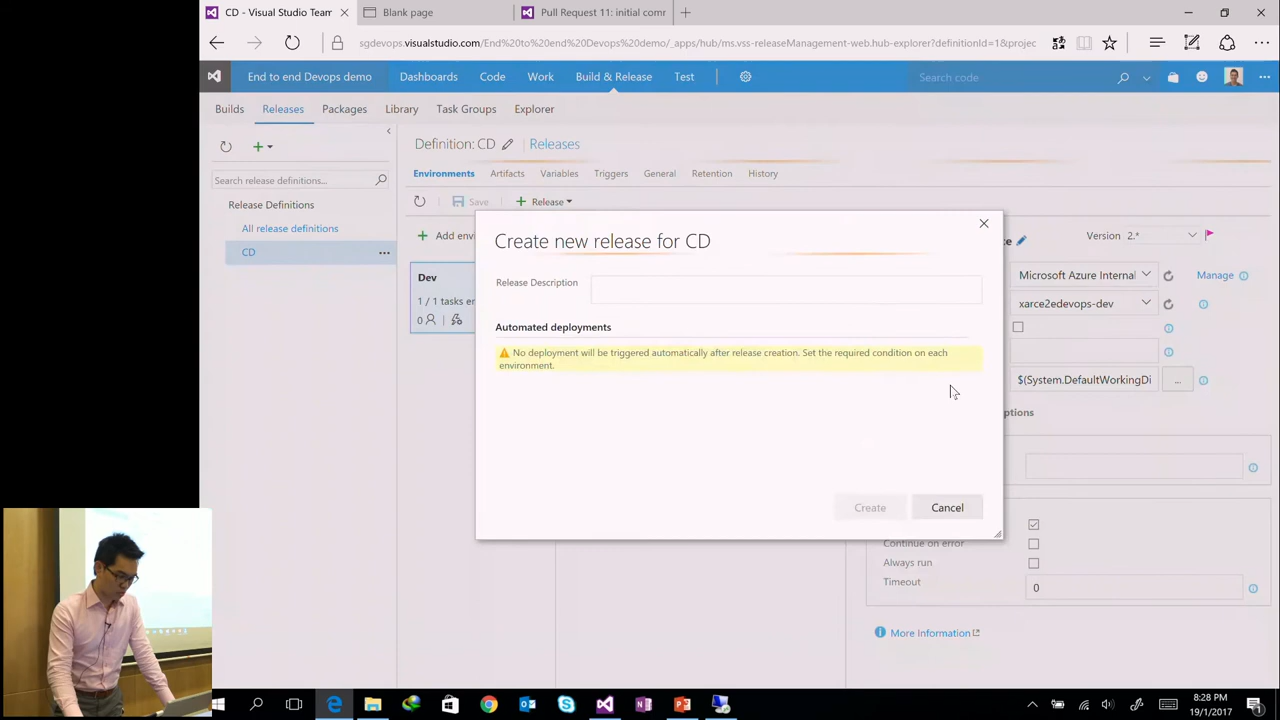 CD - Visual Studio Team
Blank page
Pull Request 11: initial comm
sgdevops.visualstudio.com/End%20to%20end%20Devops%20demo/_apps/hub/ms.vss-releaseManagement-web.hub-explorer?definitionId=1&projec
End to end Devops demo
Dashboards
Code
Work
Build & Release
Test
Search code
Builds
Releases
Packages
Library
Task Groups
Explorer
Definition: CD
Releases
Search release definitions...
Environments
Artifacts
Variables
Triggers
General
Retention
History
Release Definitions
Save
Release
All release definitions
CD
Add envi
Version
2.*
Create new release for CD
Dev
1 / 1 tasks e
0
Release Description
Microsoft Azure Internal
Manage
xarce2edevops-dev
Automated deployments
No deployment will be triggered automatically after release creation. Set the required condition on each
environment.
$(System.DefaultWorkingDi
...
ptions
Create
Cancel
Continue on error
Always run
Timeout
0
More Information
8:28 PM
19/1/2017